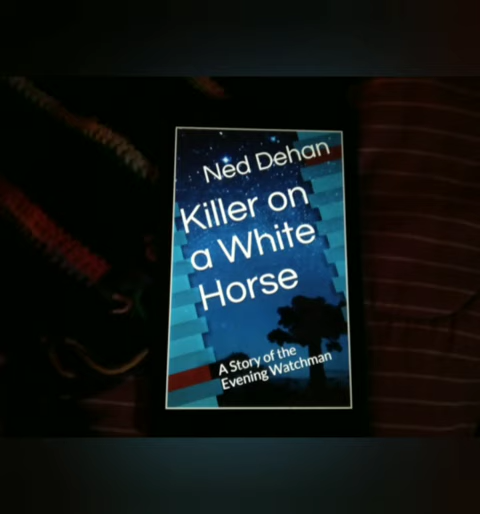 Ned Dehan
Killer on
a White
Horse
A Story of the
Evening Watchman